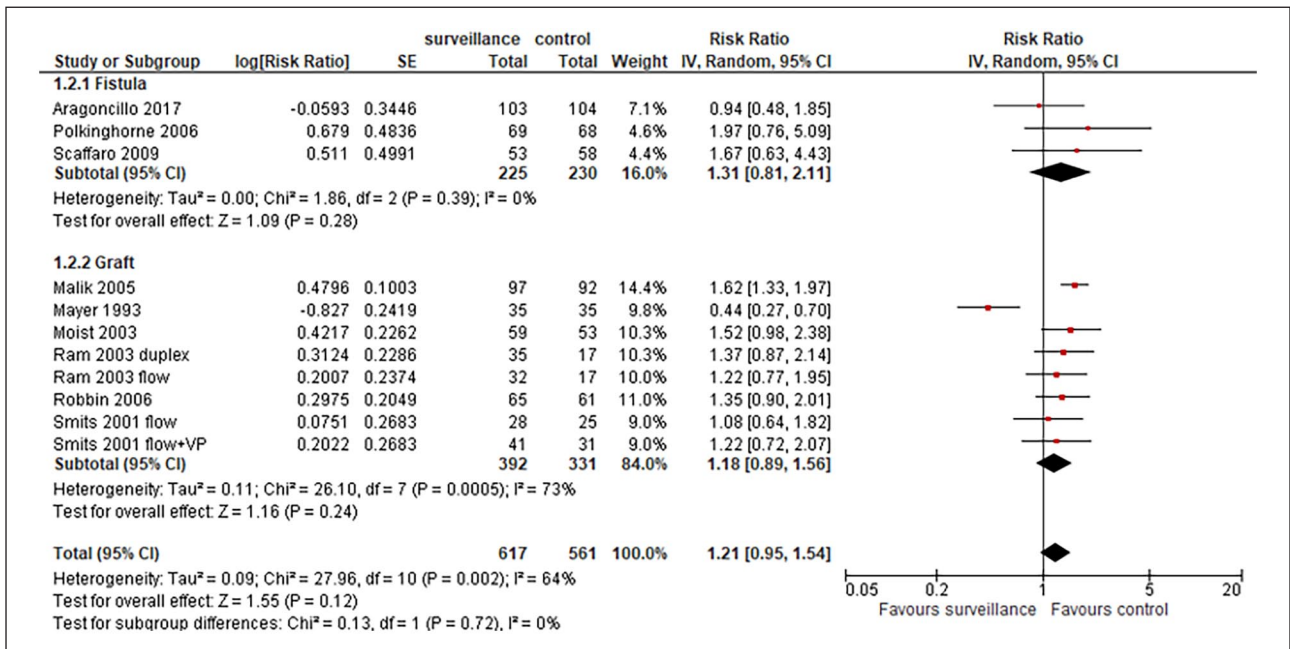 surveillance control Risk Ratio Risk Ratio
Study or Subgroup log[Risk Ratio] SE Total Total Weight IV, Random, 95% CI IV, Random, 95% CI
1.2.1 Fistula
Aragoncillo 2017 -0.0593 0.3446 103 104 7.1% 0.94 [0.48, 1.85]
Polkinghorne 2006 0.679 0.4836 69 68 4.6% 1.97 [0.76, 5.09]
Scaffaro 2009 0.511 0.4991 53 58 4.4% 1.67 [0.63, 4.43]
Subtotal (95% CI) 225 230 16.0% 1.31 [0.81, 2.11]
Heterogeneity: Tau² = 0.00; Chi² = 1.86, df = 2 (P = 0.39); I² = 0%
Test for overall effect: Z = 1.09 (P = 0.28)
1.2.2 Graft
Malik 2005 0.4796 0.1003 97 92 14.4% 1.62 [1.33, 1.97]
Mayer 1993 -0.827 0.2419 35 35 9.8% 0.44 [0.27, 0.70]
Moist 2003 0.4217 0.2262 59 53 10.3% 1.52 [0.98, 2.38]
Ram 2003 duplex 0.3124 0.2286 35 17 10.3% 1.37 [0.87, 2.14]
Ram 2003 flow 0.2007 0.2374 32 17 10.0% 1.22 [0.77, 1.95]
Robbin 2006 0.2975 0.2049 65 61 11.0% 1.35 [0.90, 2.01]
Smits 2001 flow 0.0751 0.2683 28 25 9.0% 1.08 [0.64, 1.82]
Smits 2001 flow+VP 0.2022 0.2683 41 31 9.0% 1.22 [0.72, 2.07]
Subtotal (95% CI) 392 331 84.0% 1.18 [0.89, 1.56]
Heterogeneity: Tau² = 0.11; Chi² = 26.10, df = 7 (P = 0.0005); I² = 73%
Test for overall effect: Z = 1.16 (P = 0.24)
Total (95% CI) 617 561 100.0% 1.21 [0.95, 1.54]
Heterogeneity: Tau² = 0.09; Chi² = 27.96, df = 10 (P = 0.002); I² = 64%
Test for overall effect: Z = 1.55 (P = 0.12)
Test for subgroup differences: Chi² = 0.13, df = 1 (P = 0.72), I² = 0%
0.05 0.2 1 5 20
Favours surveillance Favours control